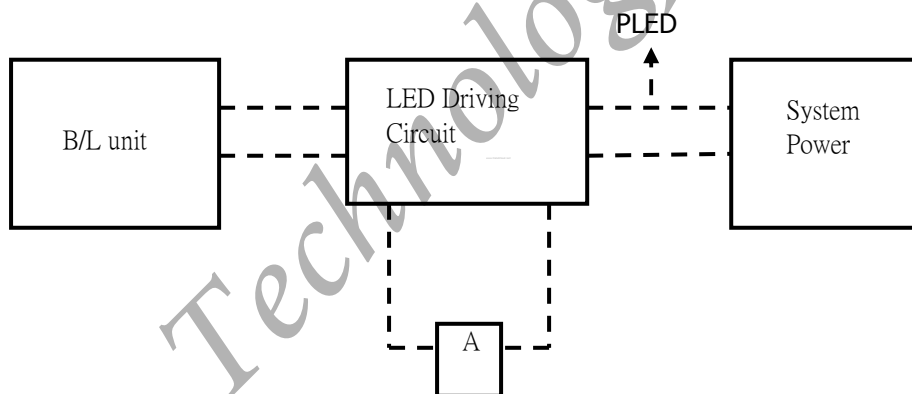 PLED
B/L unit
LED Driving
Circuit
System
Power
A
Technology